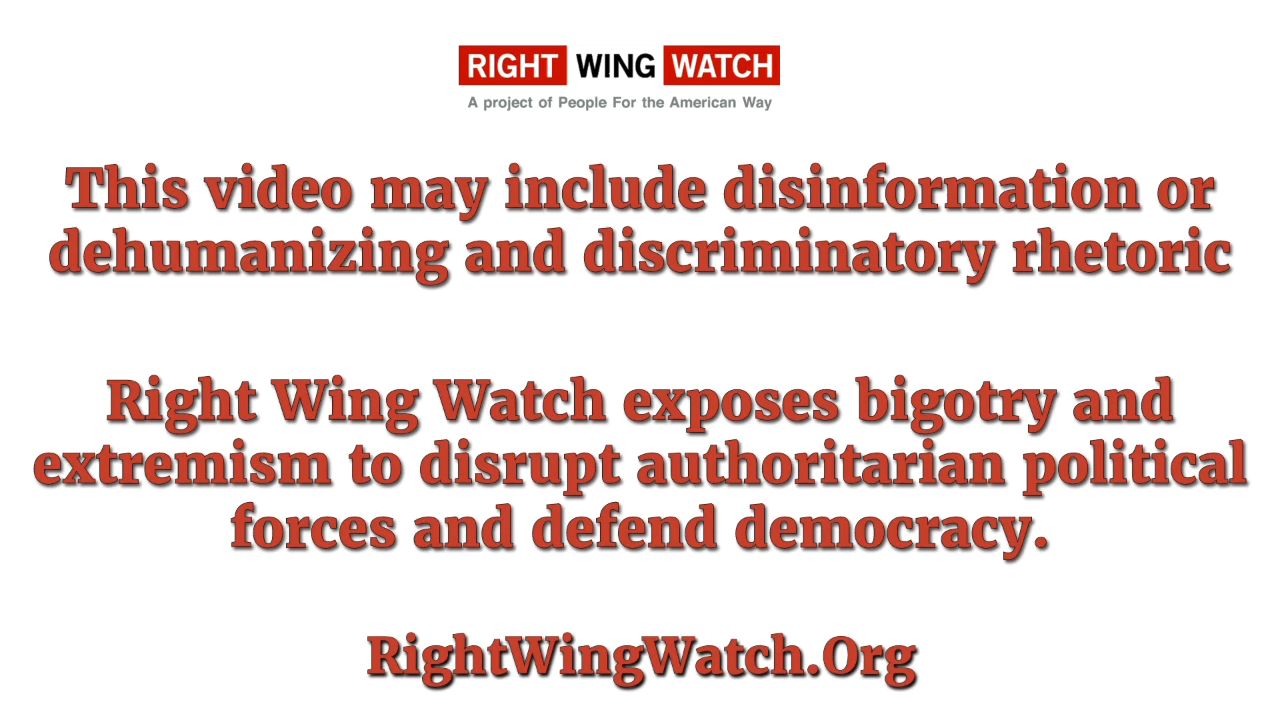 RIGHT WING WATCH
A project of People For the American Way
This video may include disinformation or
dehumanizing and discriminatory rhetoric
Right Wing Watch exposes bigotry and
extremism to disrupt authoritarian political
forces and defend democracy.
RightWingWatch.Org